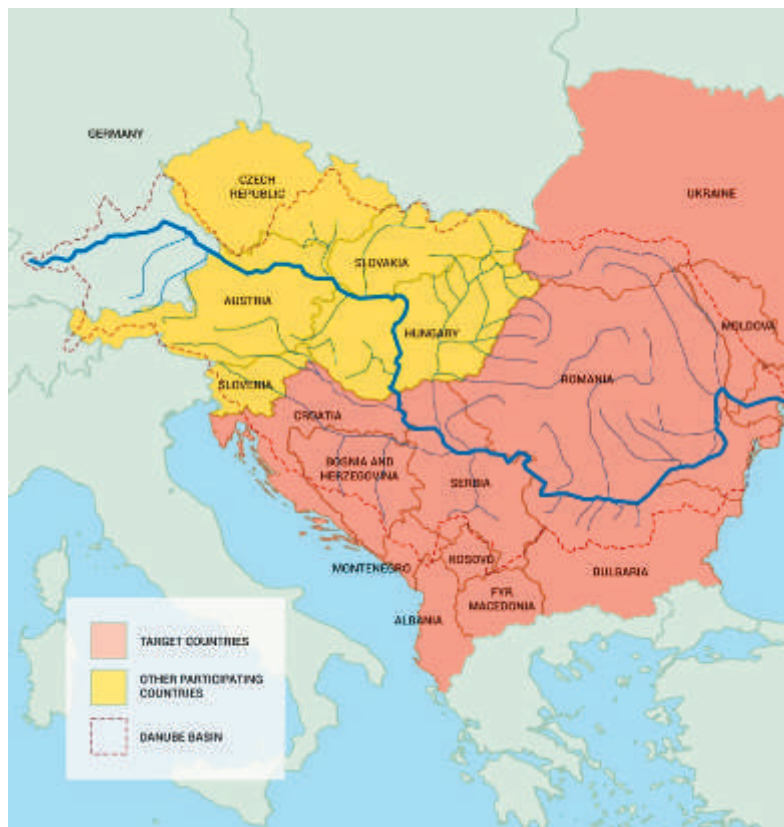 GERMANY
CZECH
REPUBLIC
UKRAINE
SLOVAKIA
AUSTRIA
HUNGARY
MOLDOVA
SLOVENIA
ROMANIA
CROATIA
BOSNIA AND
HERZEGOVINA
SERBIA
MONTENEGRO
KOSOVO
BULGARIA
FYR
MACEDONIA
ALBANIA
TARGET COUNTRIES
OTHER PARTICIPATING
COUNTRIES
DANUBE BASIN